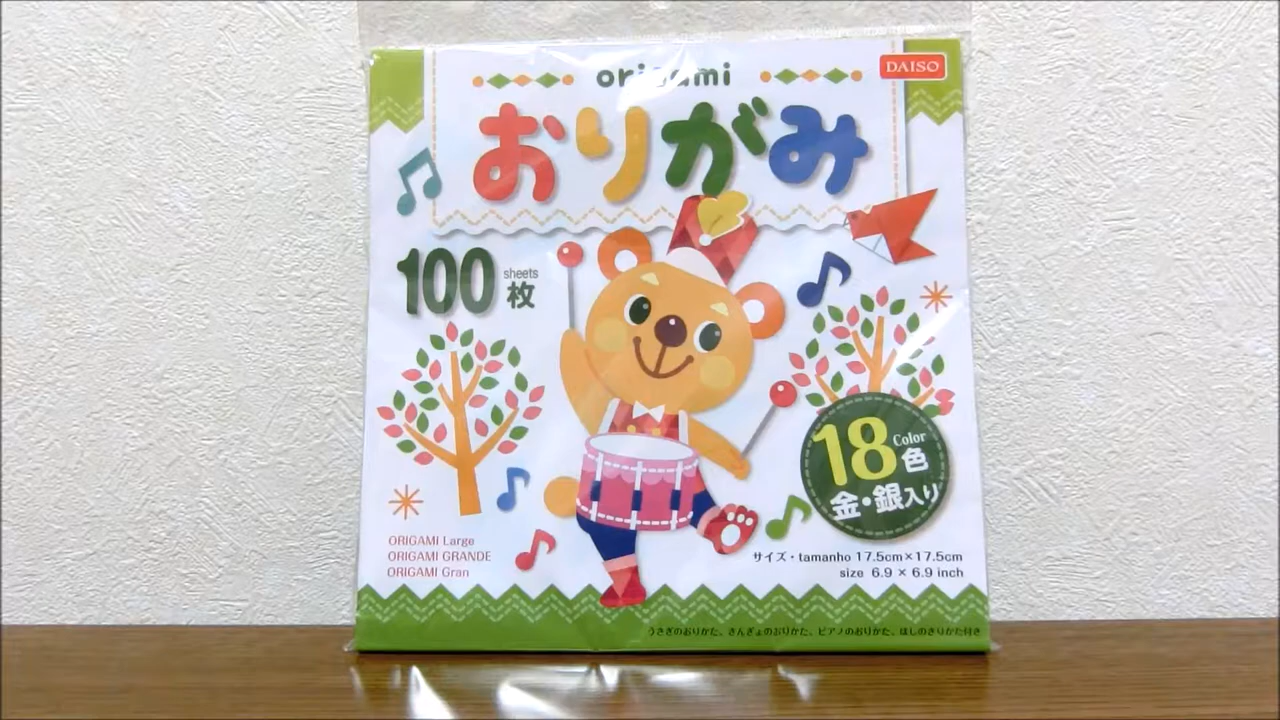 origami
DAISO
おりがみ
100 sheets 枚
18 Color 色
金・銀入り
ORIGAMI Large
ORIGAMI GRANDE
ORIGAMI Gran
サイズ・tamanho 17.5cm×17.5cm
size 6.9 × 6.9 inch
うさぎのおりかた、きんぎょのおりかた、ピアノのおりかた、ほしのきりかた付き